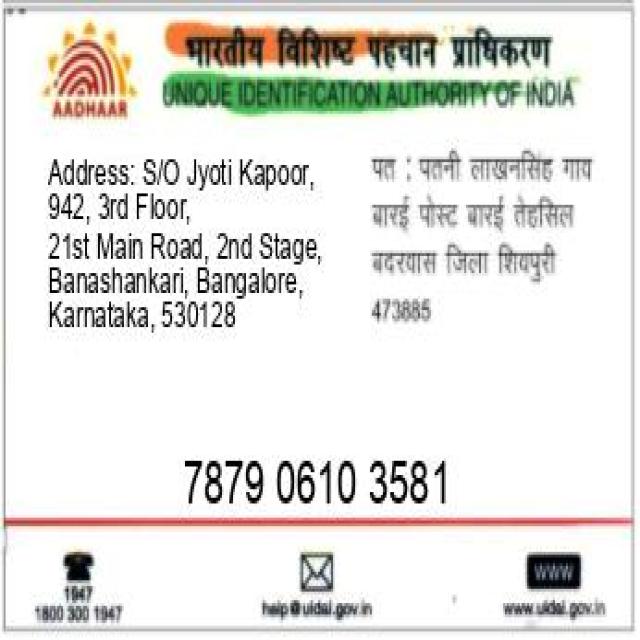 भारतीय विशिष्ट पहचान प्राधिकरण
UNIQUE IDENTIFICATION AUTHORITY OF INDIA
AADHAAR
Address: S/O Jyoti Kapoor,
942, 3rd Floor,
21st Main Road, 2nd Stage,
Banashankari, Bangalore,
Karnataka, 530128
पत : पतनी लाखनसिंह गाय
बारई पोस्ट बारई तेहसिल
बदरवास जिला शिवपुरी
473885
7879 0610 3581
1947
1800 300 1947
help@uidai.gov.in
WWW
www.uidai.gov.in